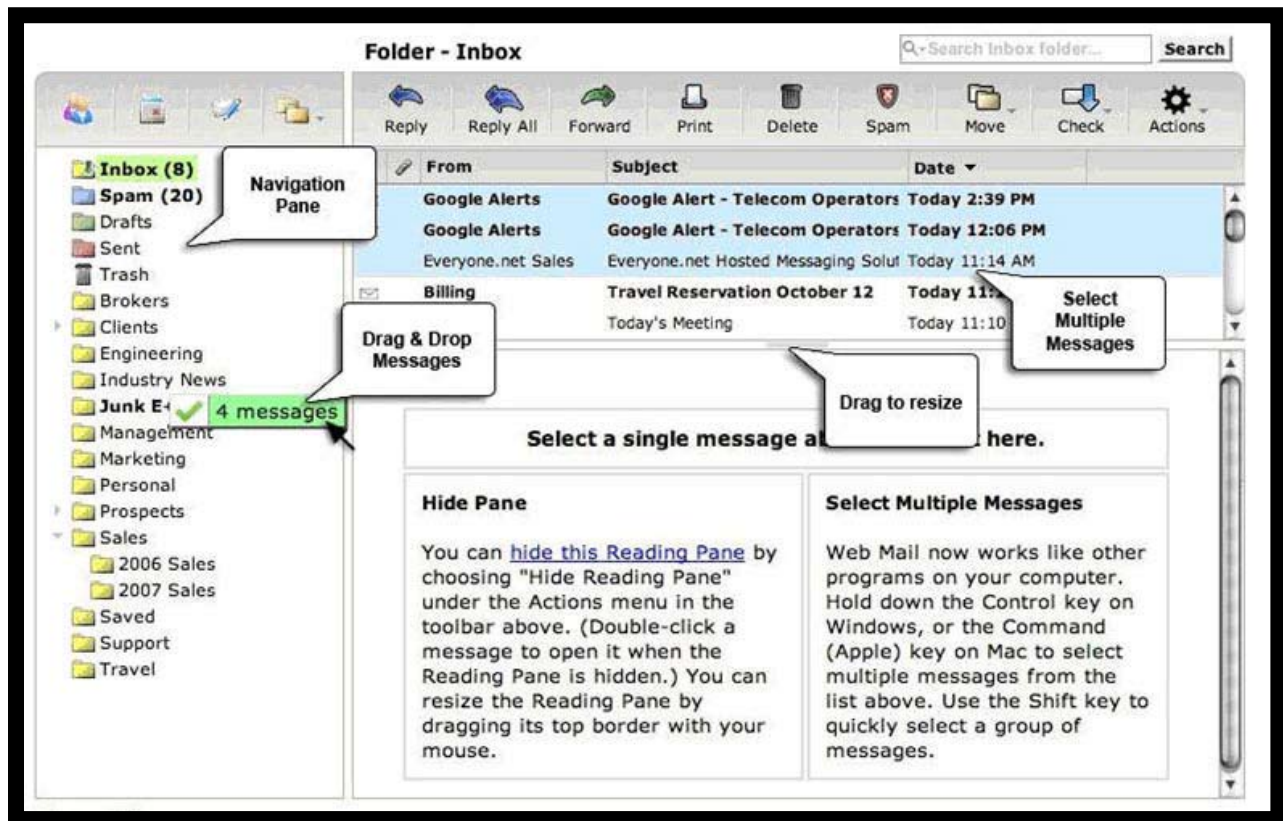 Folder - Inbox
Search Inbox folder...
Search
Reply
Reply All
Forward
Print
Delete
Spam
Move
Check
Actions
From
Subject
Date
Inbox (8)
Spam (20)
Drafts
Sent
Trash
Brokers
Clients
Engineering
Industry News
Junk E-
Management
Marketing
Personal
Prospects
Sales
2006 Sales
2007 Sales
Saved
Support
Travel
Navigation
Pane
Drag & Drop
Messages
4 messages
Google Alerts Google Alert - Telecom Operators Today 2:39 PM
Google Alerts Google Alert - Telecom Operators Today 12:06 PM
Everyone.net Sales Everyone.net Hosted Messaging Solut Today 11:14 AM
Billing Travel Reservation October 12 Today
Today's Meeting Today 11:10
Select
Multiple
Messages
Drag to resize
Select a single message here.
Hide Pane
You can hide this Reading Pane by
choosing "Hide Reading Pane"
under the Actions menu in the
toolbar above. (Double-click a
message to open it when the
Reading Pane is hidden.) You can
resize the Reading Pane by
dragging its top border with your
mouse.
Select Multiple Messages
Web Mail now works like other
programs on your computer.
Hold down the Control key on
Windows, or the Command
(Apple) key on Mac to select
multiple messages from the
list above. Use the Shift key to
quickly select a group of
messages.